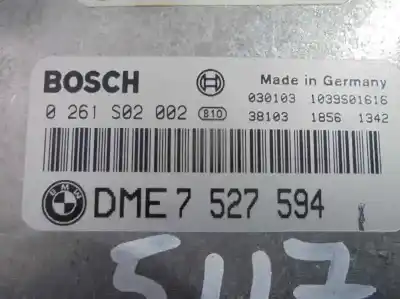 BOSCH
Made in Germany
0 261 S02 002 810
030103 1039S01616
38103 1856 1342
BMW
DME 7 527 594
5117